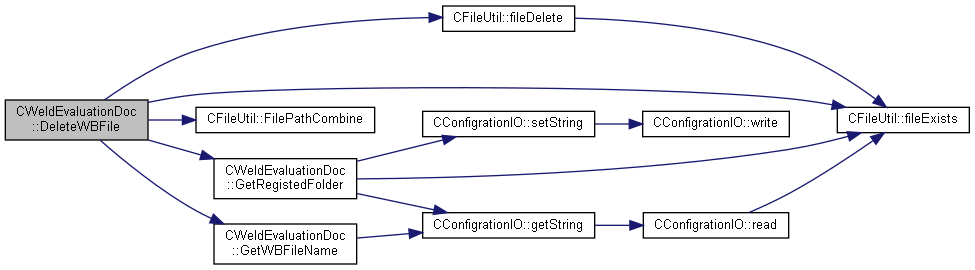 CFileUtil::fileDelete
CWeldEvaluationDoc
::DeleteWBFile
CFileUtil::FilePathCombine
CConfigrationIO::setString
CConfigrationIO::write
CFileUtil::fileExists
CWeldEvaluationDoc
::GetRegistedFolder
CConfigrationIO::getString
CConfigrationIO::read
CWeldEvaluationDoc
::GetWBFileName